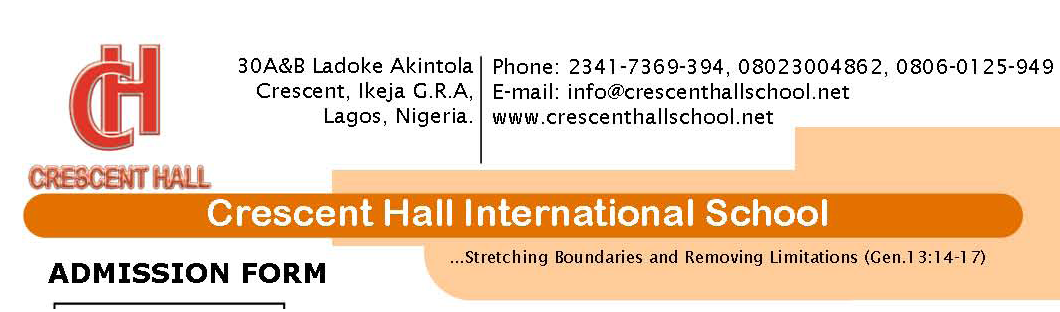 CH
CRESCENT HALL
30A&B Ladoke Akintola
Crescent, Ikeja G.R.A,
Lagos, Nigeria.
Phone: 2341-7369-394, 08023004862, 0806-0125-949
E-mail: info@crescenthallschool.net
www.crescenthallschool.net
Crescent Hall International School
...Stretching Boundaries and Removing Limitations (Gen.13:14-17)
ADMISSION FORM